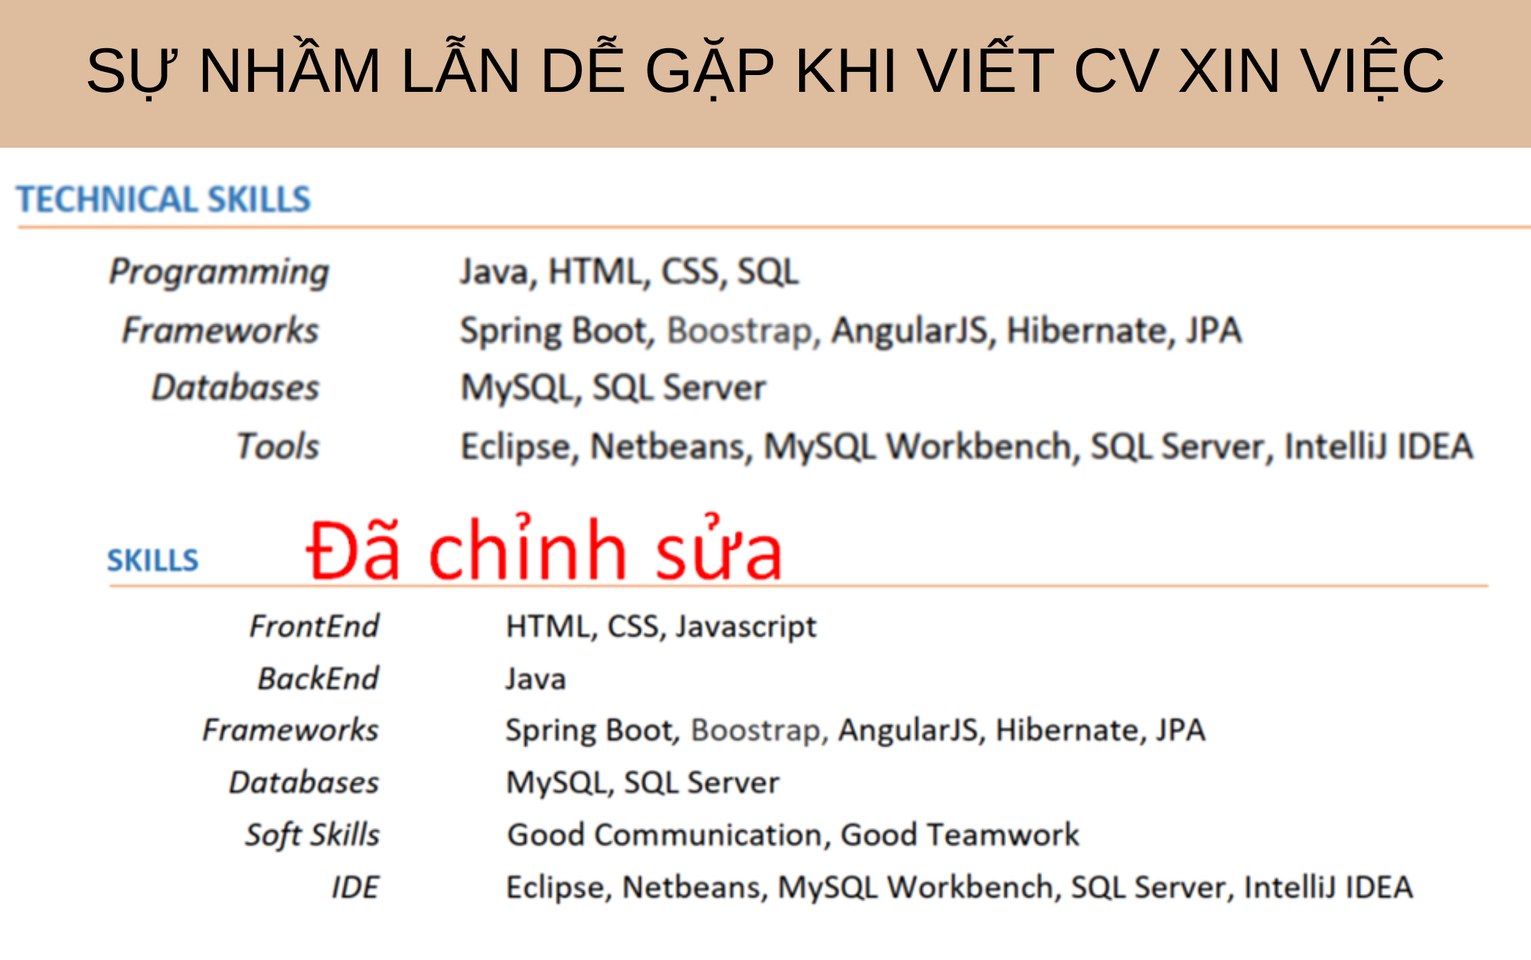 SỰ NHẦM LẪN DỄ GẶP KHI VIẾT CV XIN VIỆC
TECHNICAL SKILLS
Programming Java, HTML, CSS, SQL
Frameworks Spring Boot, Boostrap, AngularJS, Hibernate, JPA
Databases MySQL, SQL Server
Tools Eclipse, Netbeans, MySQL Workbench, SQL Server, IntelliJ IDEA
SKILLS Đã chỉnh sửa
FrontEnd HTML, CSS, Javascript
BackEnd Java
Frameworks Spring Boot, Boostrap, AngularJS, Hibernate, JPA
Databases MySQL, SQL Server
Soft Skills Good Communication, Good Teamwork
IDE Eclipse, Netbeans, MySQL Workbench, SQL Server, IntelliJ IDEA